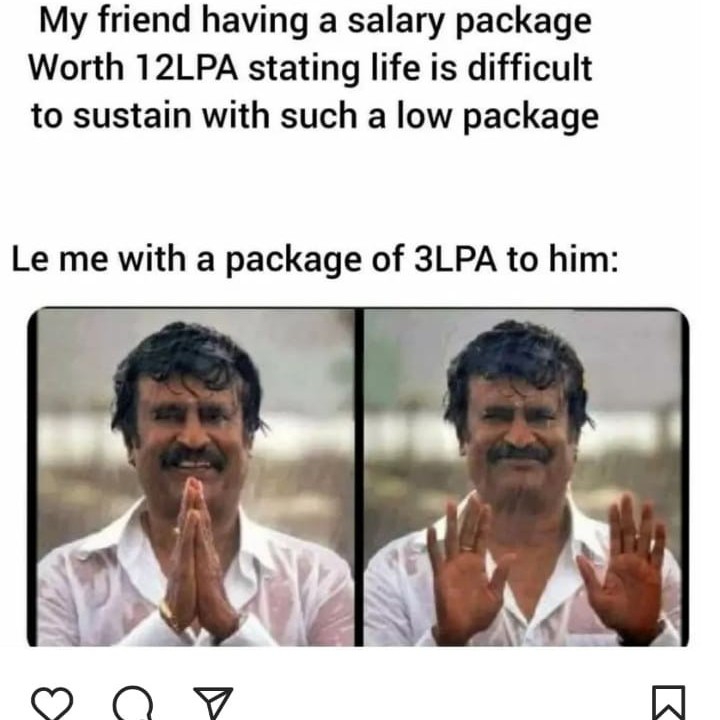 My friend having a salary package
Worth 12LPA stating life is difficult
to sustain with such a low package
Le me with a package of 3LPA to him: